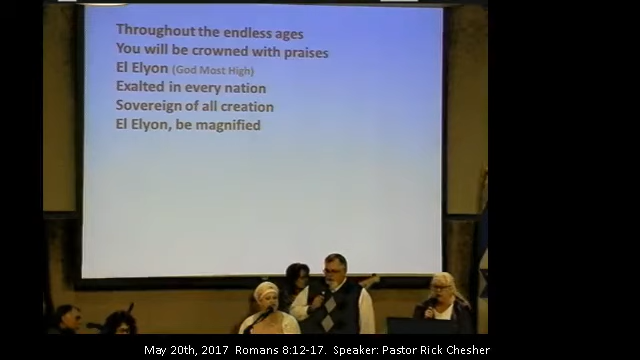 Throughout the endless ages
You will be crowned with praises
El Elyon (God Most High)
Exalted in every nation
Sovereign of all creation
El Elyon, be magnified
May 20th, 2017 Romans 8:12-17. Speaker: Pastor Rick Chesher